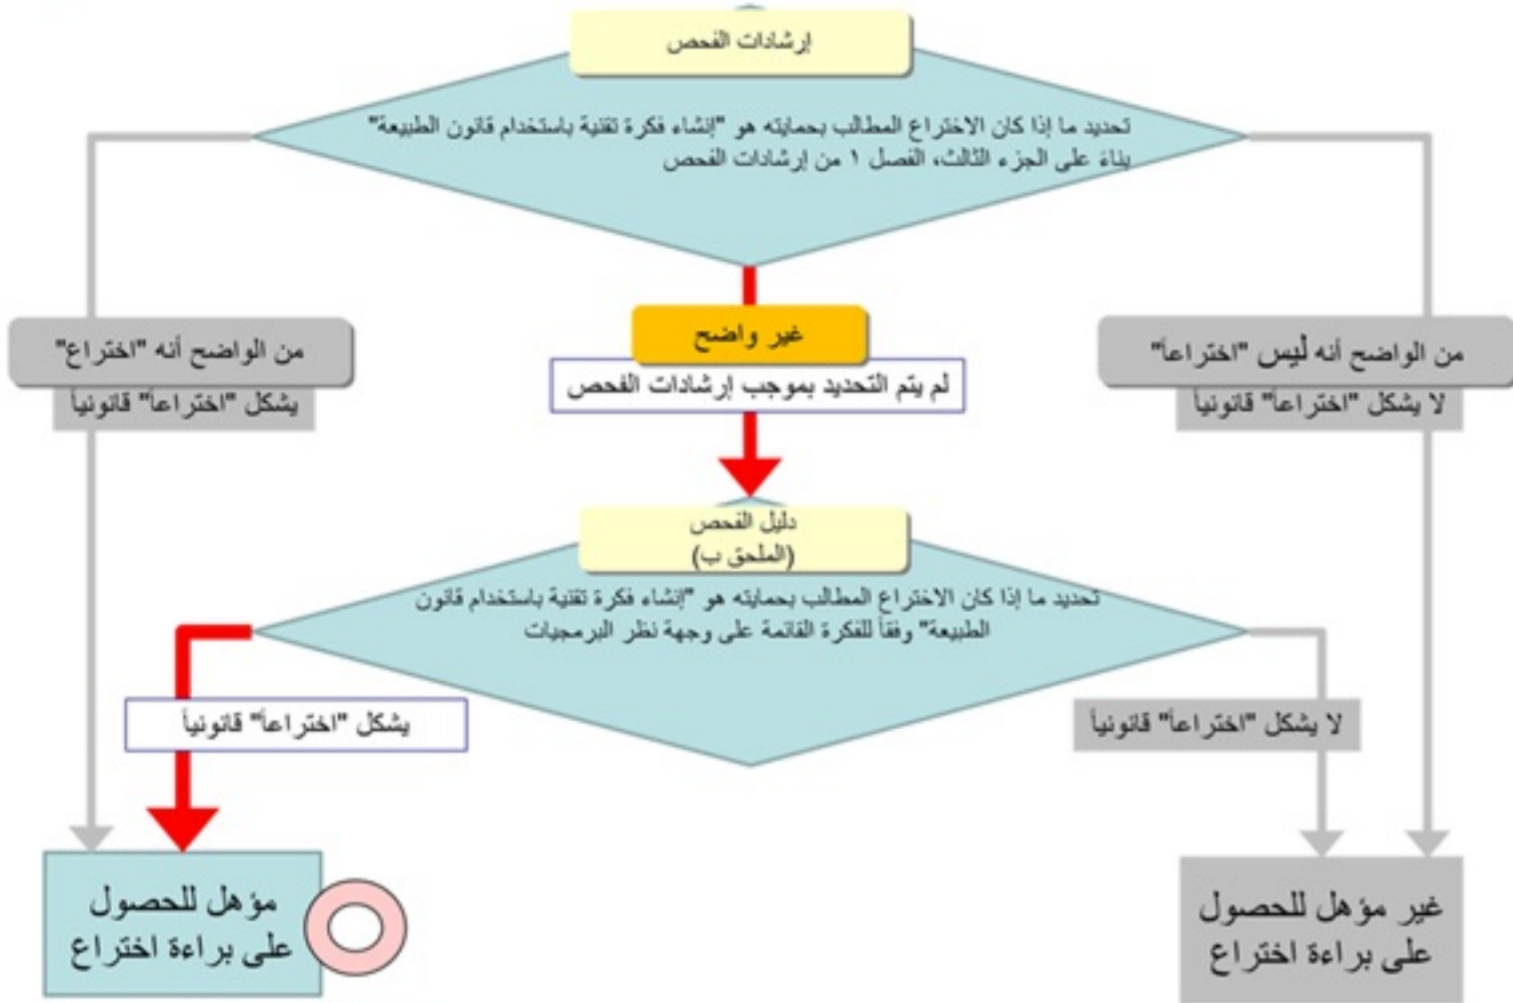 إرشادات الفحص
تحديد ما إذا كان الاختراع المطالب بحمايته هو "إنشاء فكرة تقنية باستخدام قانون الطبيعة"
بناءً على الجزء الثالث، الفصل ١ من إرشادات الفحص
من الواضح أنه ليس "اختراعاً"
لا يشكل "اختراعاً" قانونياً
غير واضح
لم يتم التحديد بموجب إرشادات الفحص
من الواضح أنه "اختراع"
يشكل "اختراعاً" قانونياً
دليل الفحص
(الملحق ب)
تحديد ما إذا كان الاختراع المطالب بحمايته هو "إنشاء فكرة تقنية باستخدام قانون
الطبيعة" وفقاً للفكرة القائمة على وجهة نظر البرمجيات
لا يشكل "اختراعاً" قانونياً
يشكل "اختراعاً" قانونياً
غير مؤهل للحصول
على براءة اختراع
مؤهل للحصول
على براءة اختراع